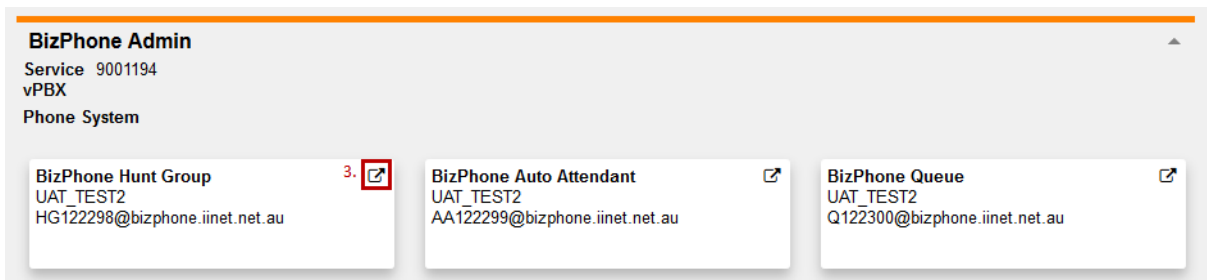 BizPhone Admin
Service 9001194
vPBX
Phone System
BizPhone Hunt Group
3.
UAT_TEST2
HG122298@bizphone.iinet.net.au
BizPhone Auto Attendant
UAT_TEST2
AA122299@bizphone.iinet.net.au
BizPhone Queue
UAT_TEST2
Q122300@bizphone.iinet.net.au